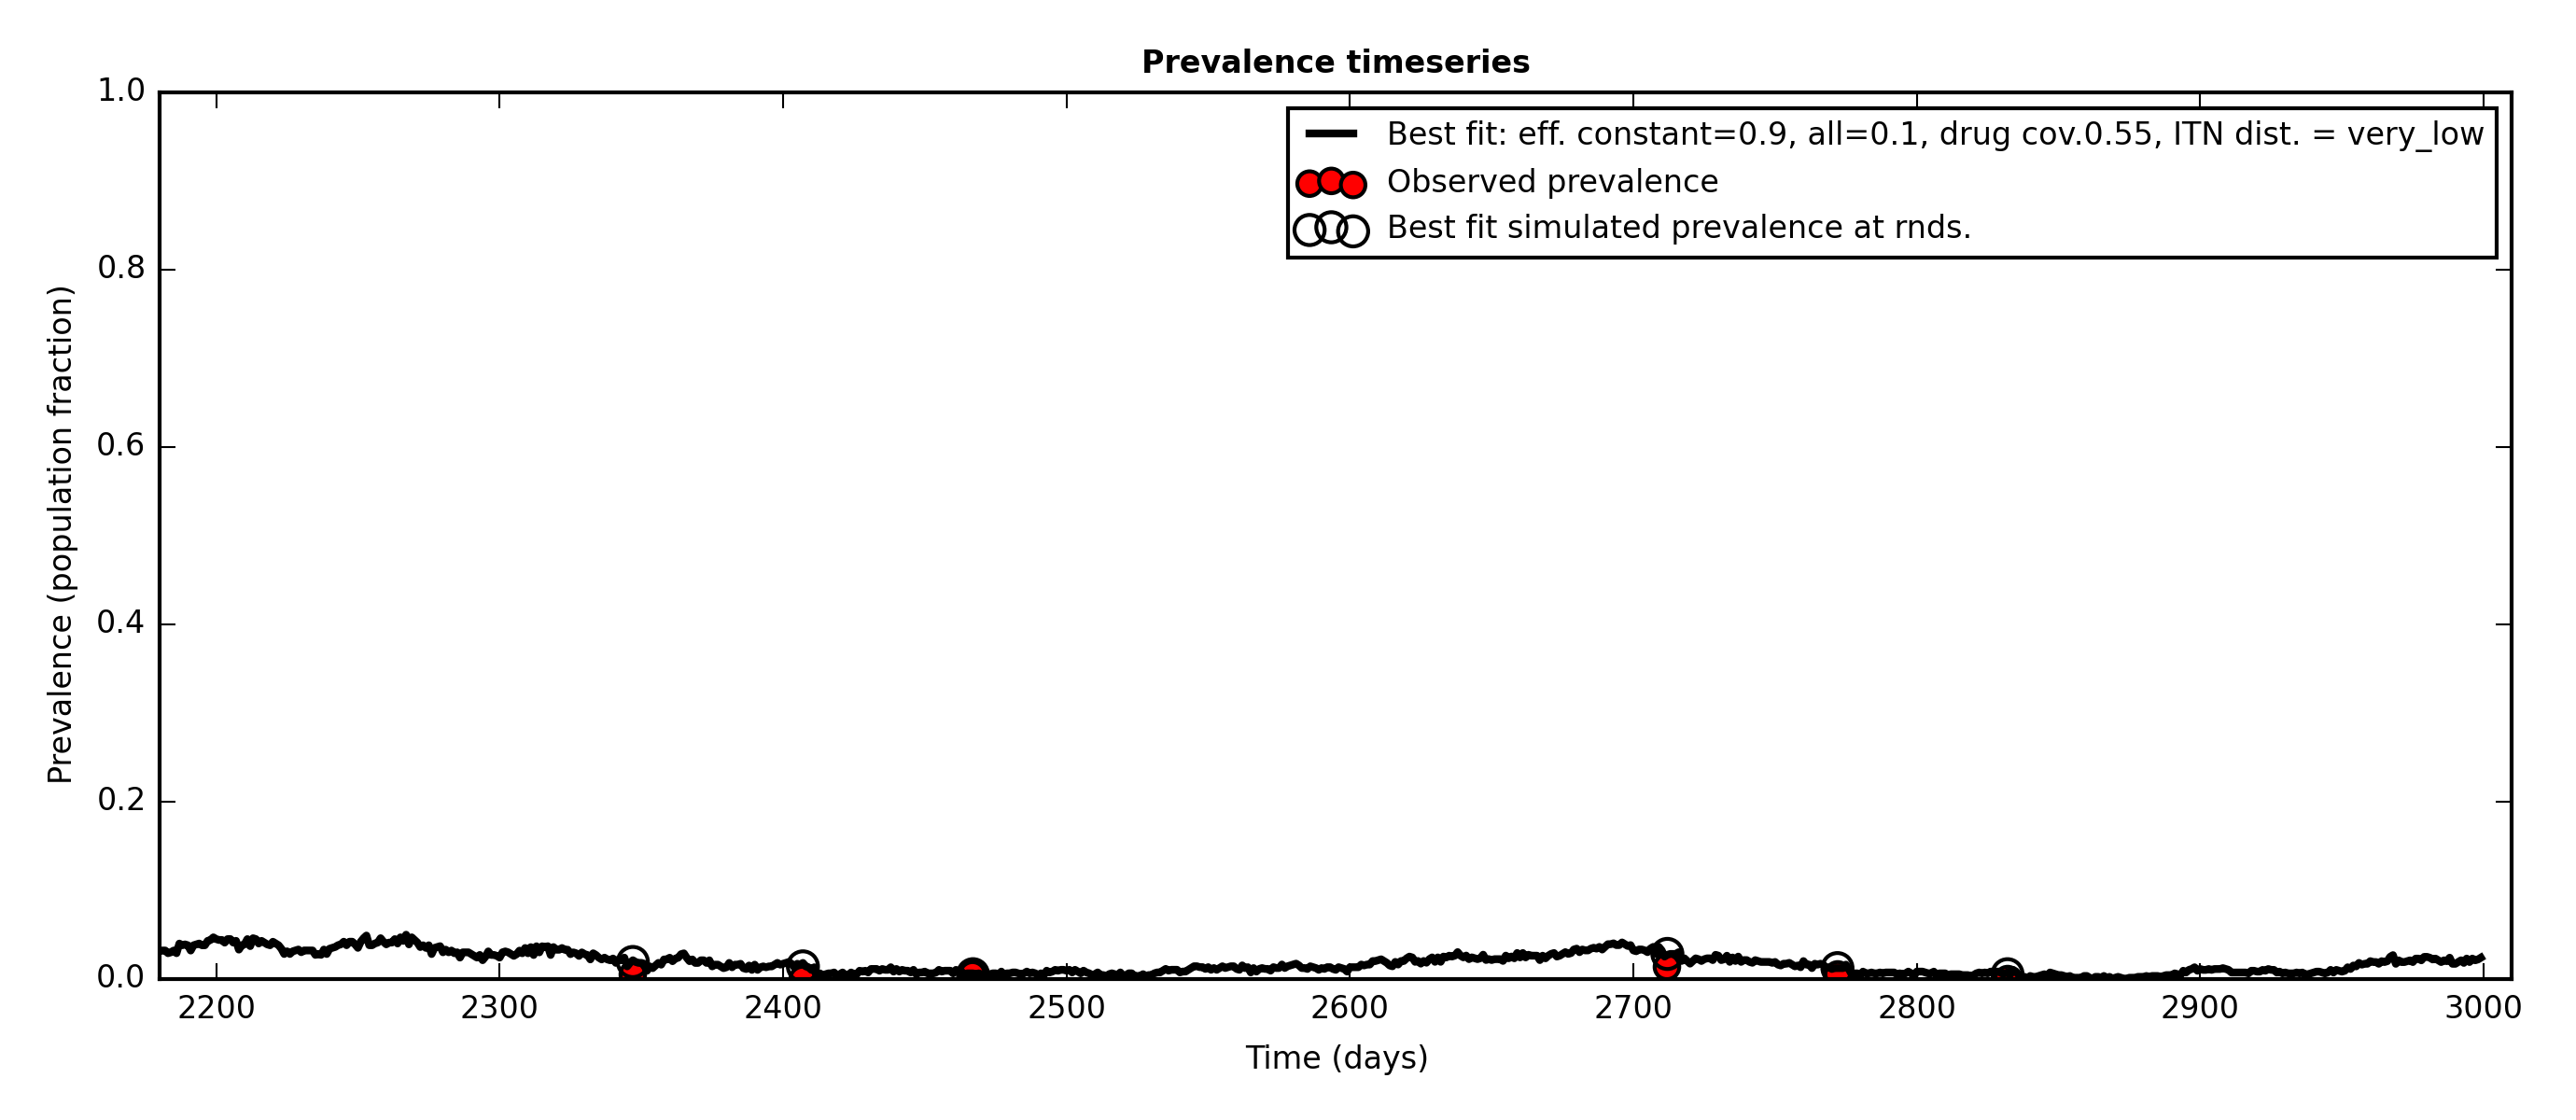 Prevalence timeseries
1.0
0.8
0.6
0.4
0.2
0.0
Prevalence (population fraction)
Best fit: eff. constant=0.9, all=0.1, drug cov.0.55, ITN dist. = very_low
Observed prevalence
Best fit simulated prevalence at rnds.
2200 2300 2400 2500 2600 2700 2800 2900 3000
Time (days)